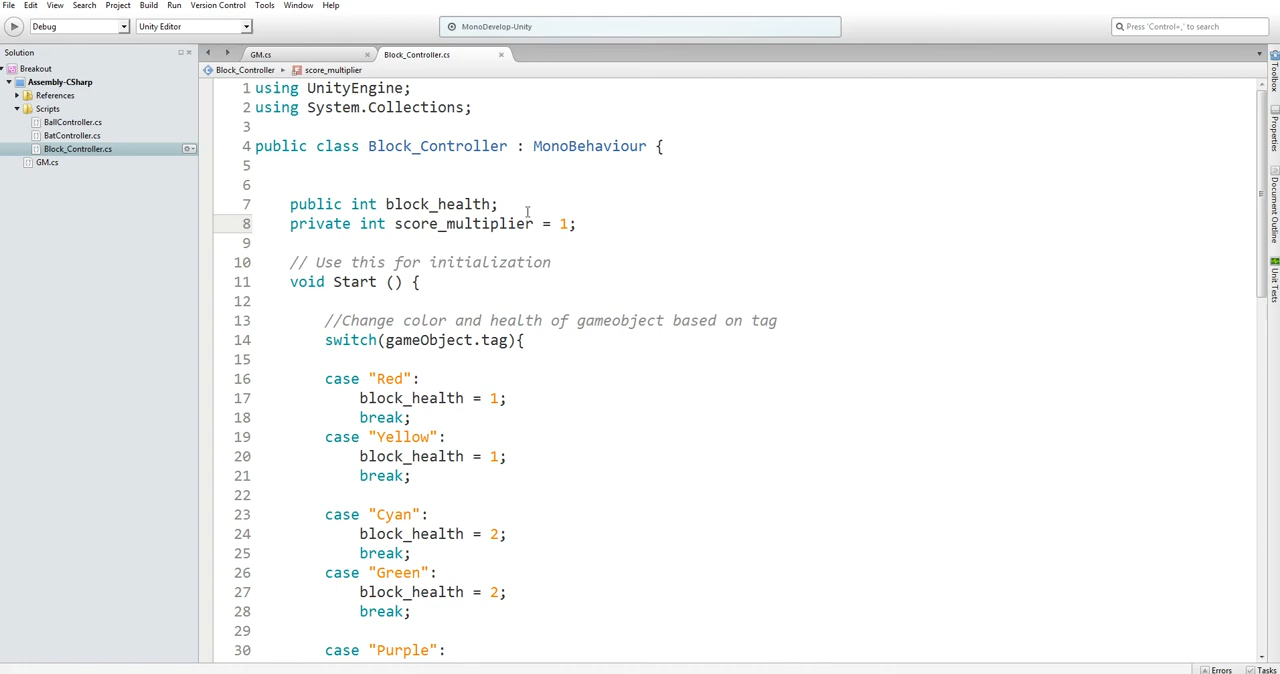 File Edit View Search Project Build Run Version Control Tools Window Help
Debug Unity Editor MonoDevelop-Unity Press 'Control+,' to search
Solution
GM.cs Block_Controller.cs
Block_Controller score_multiplier
Breakout
Assembly-CSharp
References
Scripts
BallController.cs
BatController.cs
Block_Controller.cs
GM.cs
1 using UnityEngine;
2 using System.Collections;
3
4 public class Block_Controller : MonoBehaviour {
5
6
7 public int block_health;
8 private int score_multiplier = 1;
9
10 // Use this for initialization
11 void Start () {
12
13 //Change color and health of gameobject based on tag
14 switch(gameObject.tag){
15
16 case "Red":
17 block_health = 1;
18 break;
19 case "Yellow":
20 block_health = 1;
21 break;
22
23 case "Cyan":
24 block_health = 2;
25 break;
26 case "Green":
27 block_health = 2;
28 break;
29
30 case "Purple":
Toolbox
Properties
Document Outline
Unit Tests
Errors Tasks